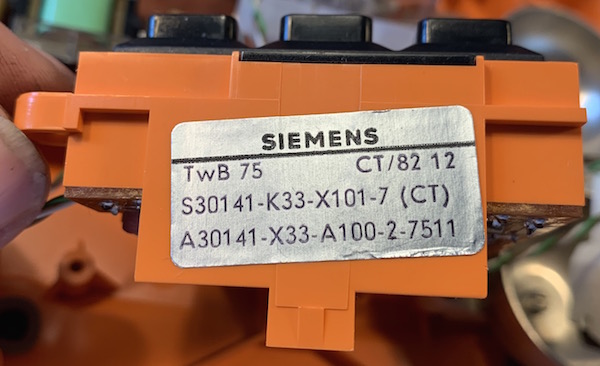 SIEMENS
TwB 75 CT/82 12
S30141-K33-X101-7 (CT)
A30141-X33-A100-2-7511